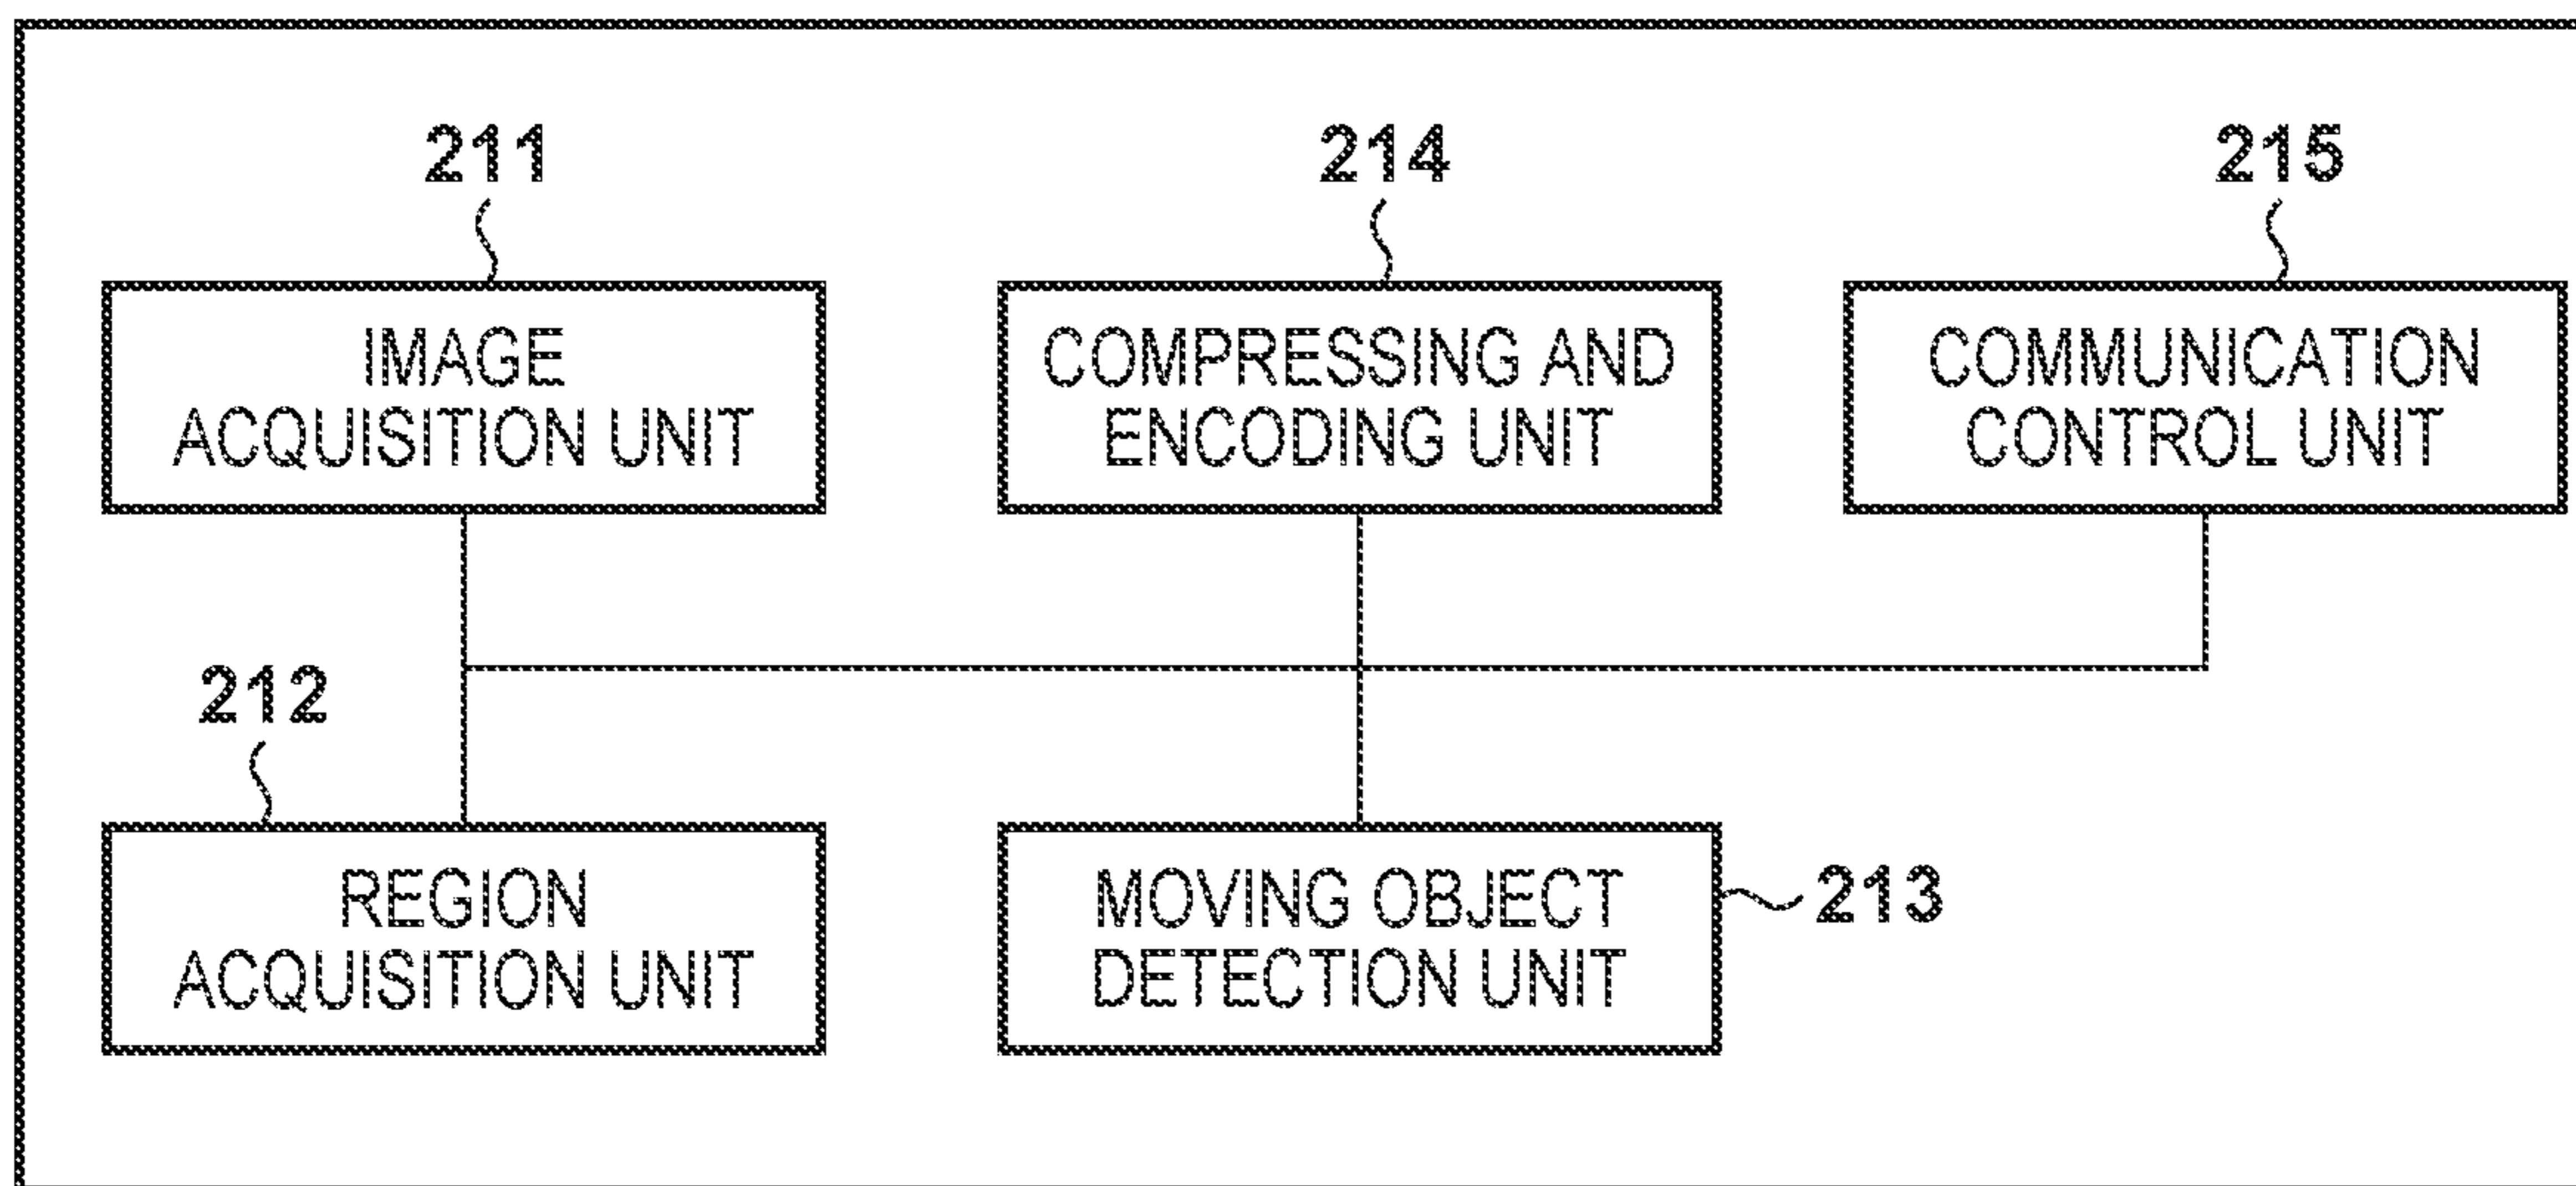 211
214
215
IMAGE
ACQUISITION UNIT
COMPRESSING AND
ENCODING UNIT
COMMUNICATION
CONTROL UNIT
212
REGION
ACQUISITION UNIT
MOVING OBJECT
DETECTION UNIT
213